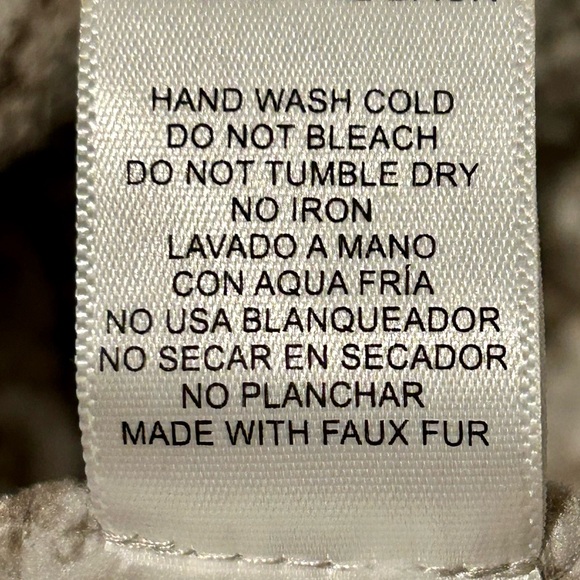 HAND WASH COLD
DO NOT BLEACH
DO NOT TUMBLE DRY
NO IRON
LAVADO A MANO
CON AQUA FRÍA
NO USA BLANQUEADOR
NO SECAR EN SECADOR
NO PLANCHAR
MADE WITH FAUX FUR